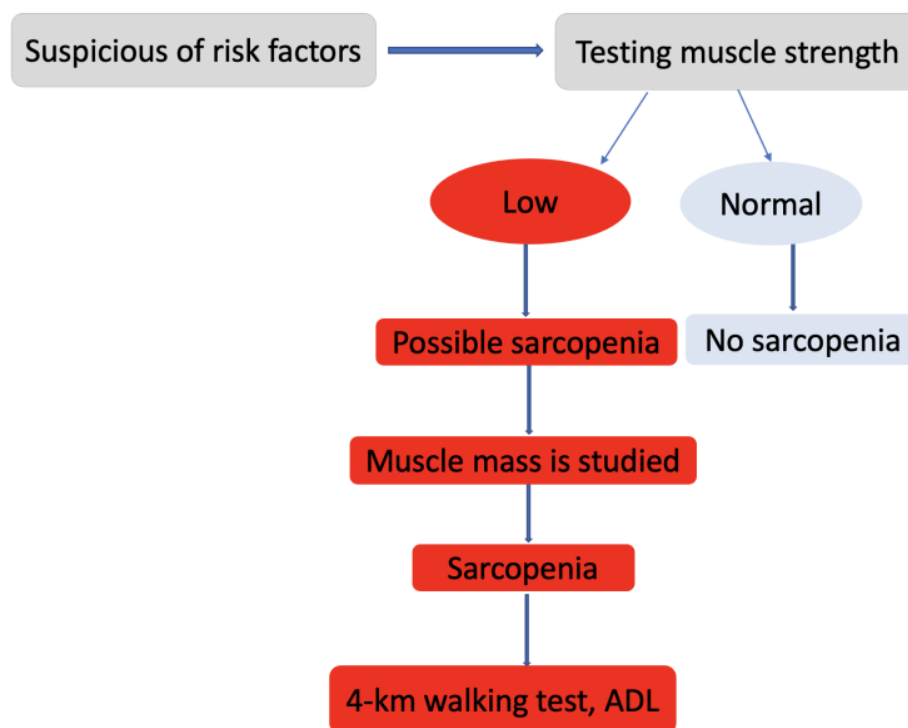 Suspicious of risk factors
Testing muscle strength
Low
Normal
Possible sarcopenia
No sarcopenia
Muscle mass is studied
Sarcopenia
4-km walking test, ADL